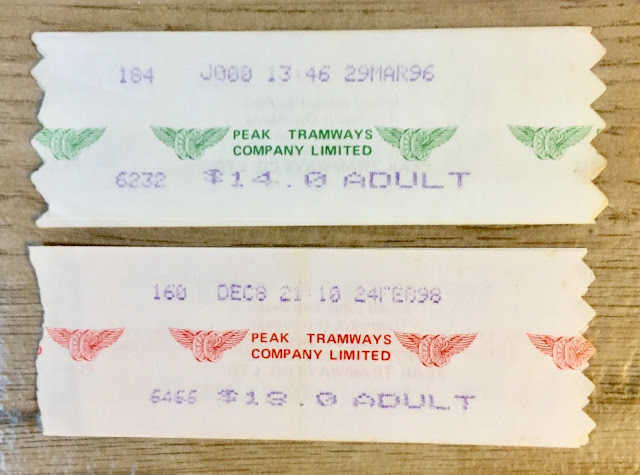 184 J000 13:46 29MAR96
PEAK TRAMWAYS
COMPANY LIMITED
6232 $14.0 ADULT
160 DEC8 21:10 24FEB98
PEAK TRAMWAYS
COMPANY LIMITED
6466 $18.0 ADULT